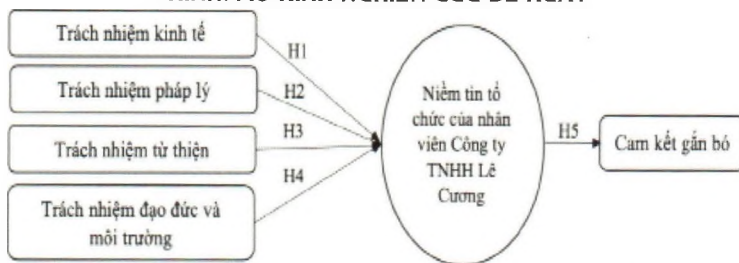 Trách nhiệm kinh tế
Trách nhiệm pháp lý
Trách nhiệm từ thiện
Trách nhiệm đạo đức và
môi trường
H1
H2
H3
H4
Niềm tin tổ
chức của nhân
viên Công ty
TNHH Lê
Cương
H5
Cam kết gắn bó